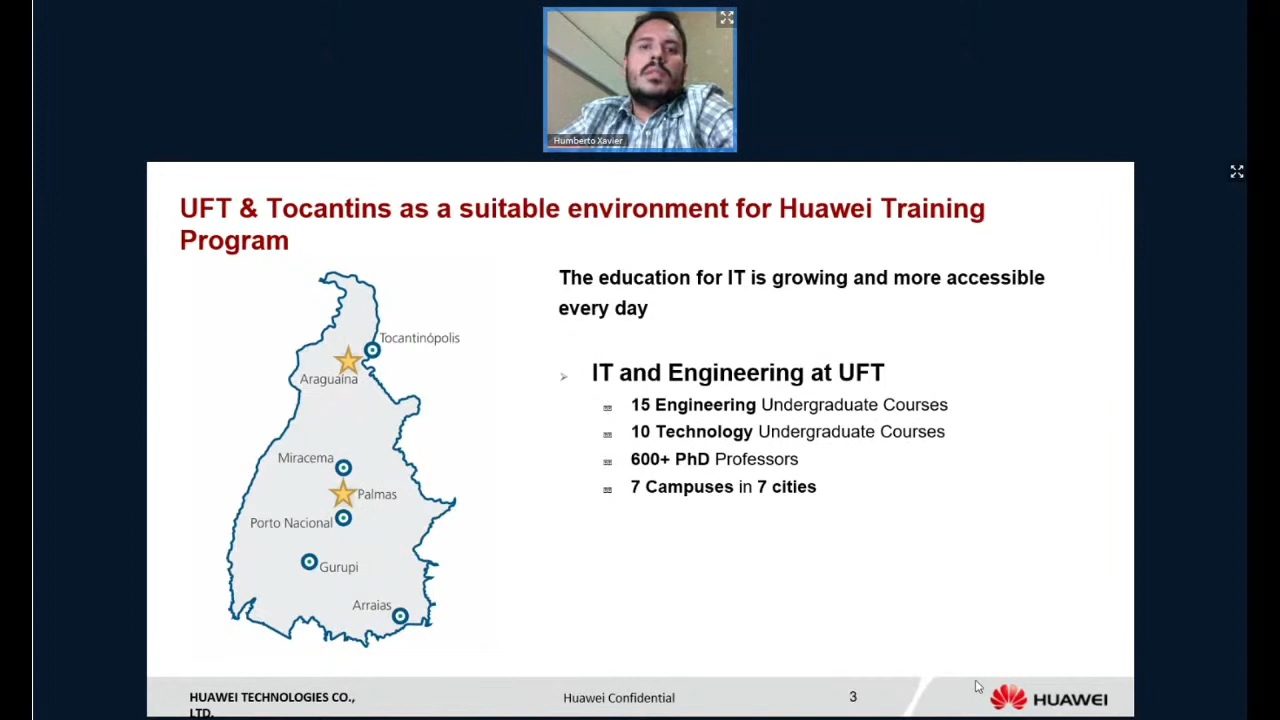 Humberto Xavier
UFT & Tocantins as a suitable environment for Huawei Training
Program
The education for IT is growing and more accessible
every day
IT and Engineering at UFT
15 Engineering Undergraduate Courses
10 Technology Undergraduate Courses
600+ PhD Professors
7 Campuses in 7 cities
Tocantinópolis
Araguaína
Miracema
Palmas
Porto Nacional
Gurupi
Arraias
HUAWEI TECHNOLOGIES CO.,
LTD.
Huawei Confidential
3
HUAWEI